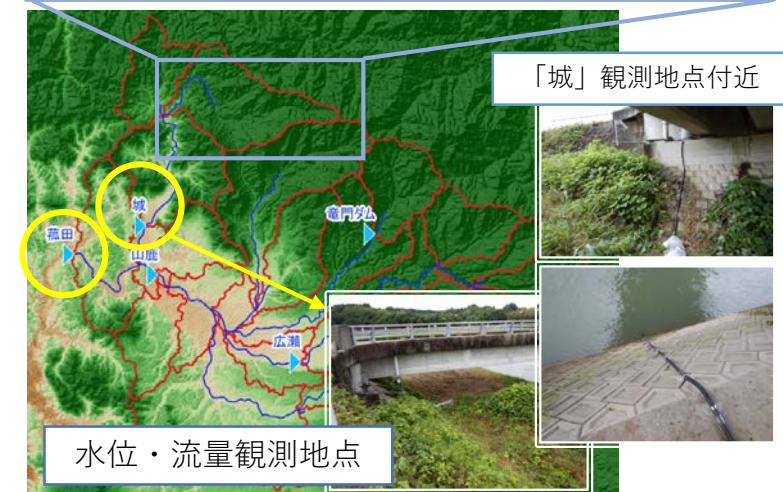 「城」観測地点付近
城
竜門ダム
菰田
山鹿
広瀬
水位・流量観測地点